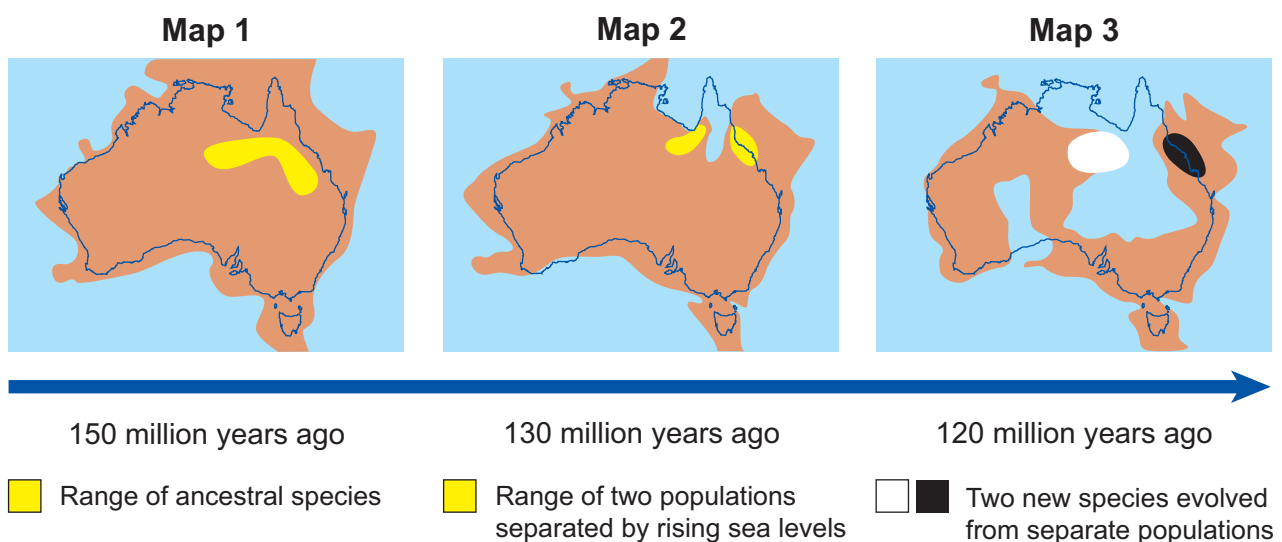 Map 1
Map 2
Map 3
150 million years ago
130 million years ago
120 million years ago
Range of ancestral species
Range of two populations
separated by rising sea levels
Two new species evolved
from separate populations